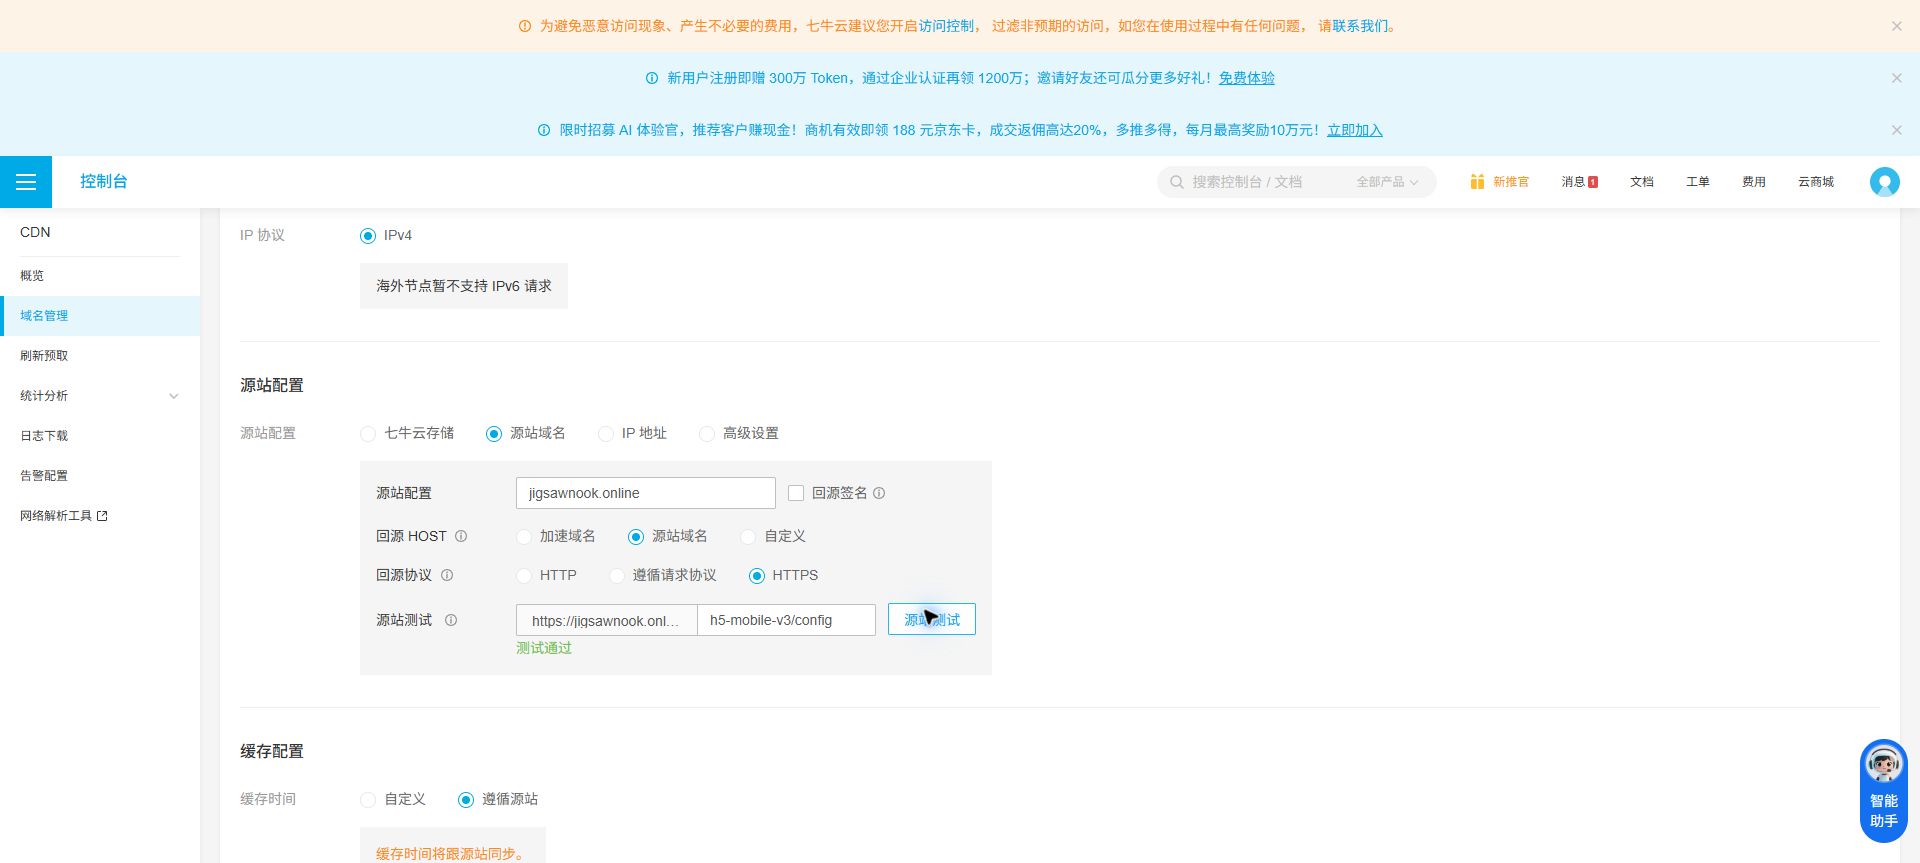 为避免恶意访问现象、产生不必要的费用，七牛云建议您开启访问控制， 过滤非预期的访问，如您在使用过程中有任何问题， 请联系我们。
新用户注册即赠 300万 Token，通过企业认证再领 1200万；邀请好友还可瓜分更多好礼！免费体验
限时招募 AI 体验官，推荐客户赚现金！商机有效即领 188 元京东卡，成交返佣高达20%，多推多得，每月最高奖励10万元！立即加入
控制台 搜索控制台 / 文档 全部产品 新推官 消息 1 文档 工单 费用 云商城
CDN
概览
域名管理
刷新预取
统计分析
日志下载
告警配置
网络解析工具
IP 协议 IPv4
海外节点暂不支持 IPv6 请求
源站配置
源站配置 七牛云存储 源站域名 IP 地址 高级设置
源站配置 jigsawnook.online 回源签名
回源 HOST 加速域名 源站域名 自定义
回源协议 HTTP 遵循请求协议 HTTPS
源站测试 https://jigsawnook.onl... h5-mobile-v3/config 源站测试
测试通过
缓存配置
缓存时间 自定义 遵循源站
缓存时间将跟源站同步。
智能
助手